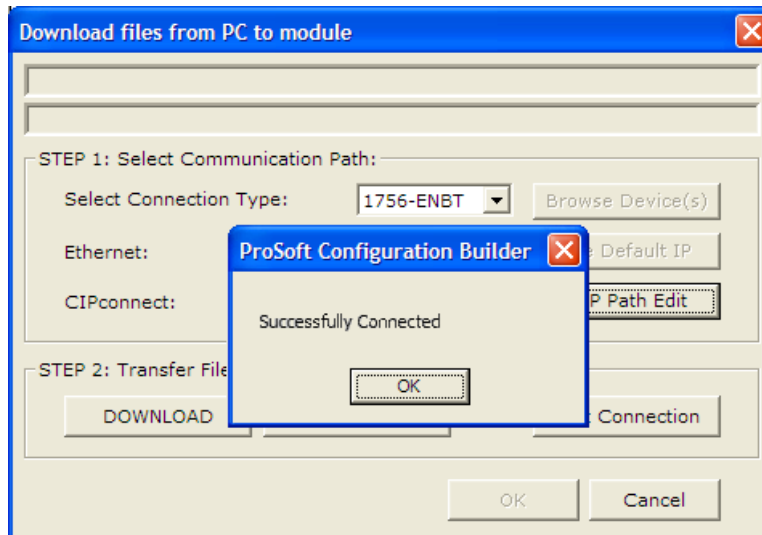 Download files from PC to module
STEP 1: Select Communication Path:
Select Connection Type:
1756-ENBT
Browse Device(s)
Ethernet:
Default IP
CIPconnect:
Path Edit
ProSoft Configuration Builder
Successfully Connected
OK
STEP 2: Transfer File
DOWNLOAD
Connection
OK
Cancel